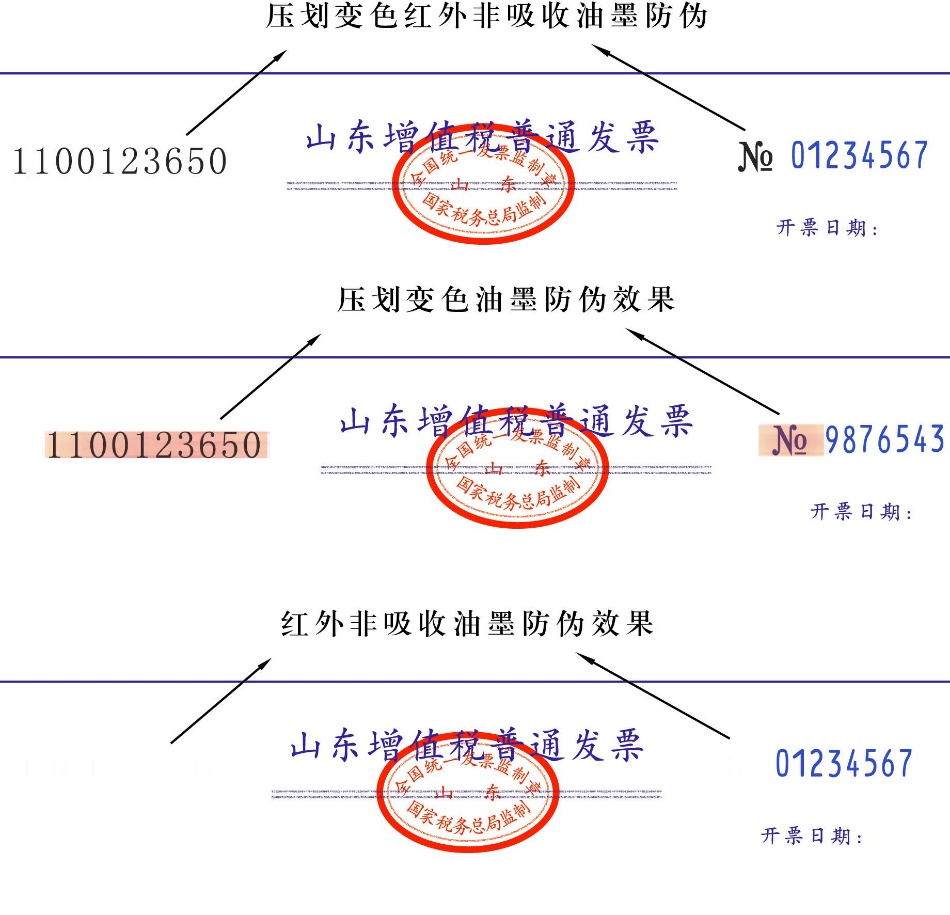 压划变色红外非吸收油墨防伪
山东增值税普通发票
1100123650
№ 01234567
全国统一发票监制章
山 东
国家税务总局监制
开票日期：
压划变色油墨防伪效果
山东增值税普通发票
1100123650
№ 9876543
全国统一发票监制章
山 东
国家税务总局监制
开票日期：
红外非吸收油墨防伪效果
山东增值税普通发票
01234567
全国统一发票监制章
山 东
国家税务总局监制
开票日期：